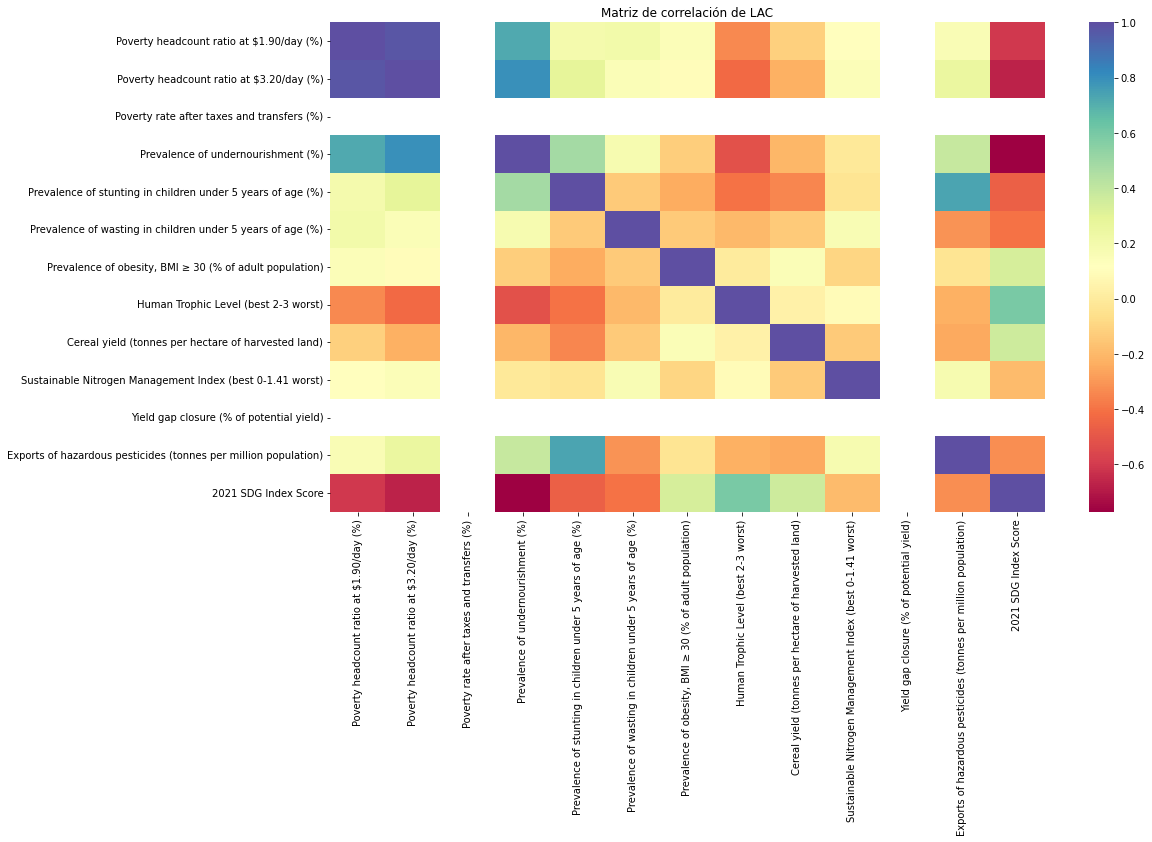 Matriz de correlación de LAC
Poverty headcount ratio at $1.90/day (%)
Poverty headcount ratio at $3.20/day (%)
Poverty rate after taxes and transfers (%)
Prevalence of undernourishment (%)
Prevalence of stunting in children under 5 years of age (%)
Prevalence of wasting in children under 5 years of age (%)
Prevalence of obesity, BMI ≥ 30 (% of adult population)
Human Trophic Level (best 2-3 worst)
Cereal yield (tonnes per hectare of harvested land)
Sustainable Nitrogen Management Index (best 0-1.41 worst)
Yield gap closure (% of potential yield)
Exports of hazardous pesticides (tonnes per million population)
2021 SDG Index Score
Poverty headcount ratio at $1.90/day (%)
Poverty headcount ratio at $3.20/day (%)
Poverty rate after taxes and transfers (%)
Prevalence of undernourishment (%)
Prevalence of stunting in children under 5 years of age (%)
Prevalence of wasting in children under 5 years of age (%)
Prevalence of obesity, BMI ≥ 30 (% of adult population)
Human Trophic Level (best 2-3 worst)
Cereal yield (tonnes per hectare of harvested land)
Sustainable Nitrogen Management Index (best 0-1.41 worst)
Yield gap closure (% of potential yield)
Exports of hazardous pesticides (tonnes per million population)
2021 SDG Index Score
1.0
0.8
0.6
0.4
0.2
0.0
−0.2
−0.4
−0.6